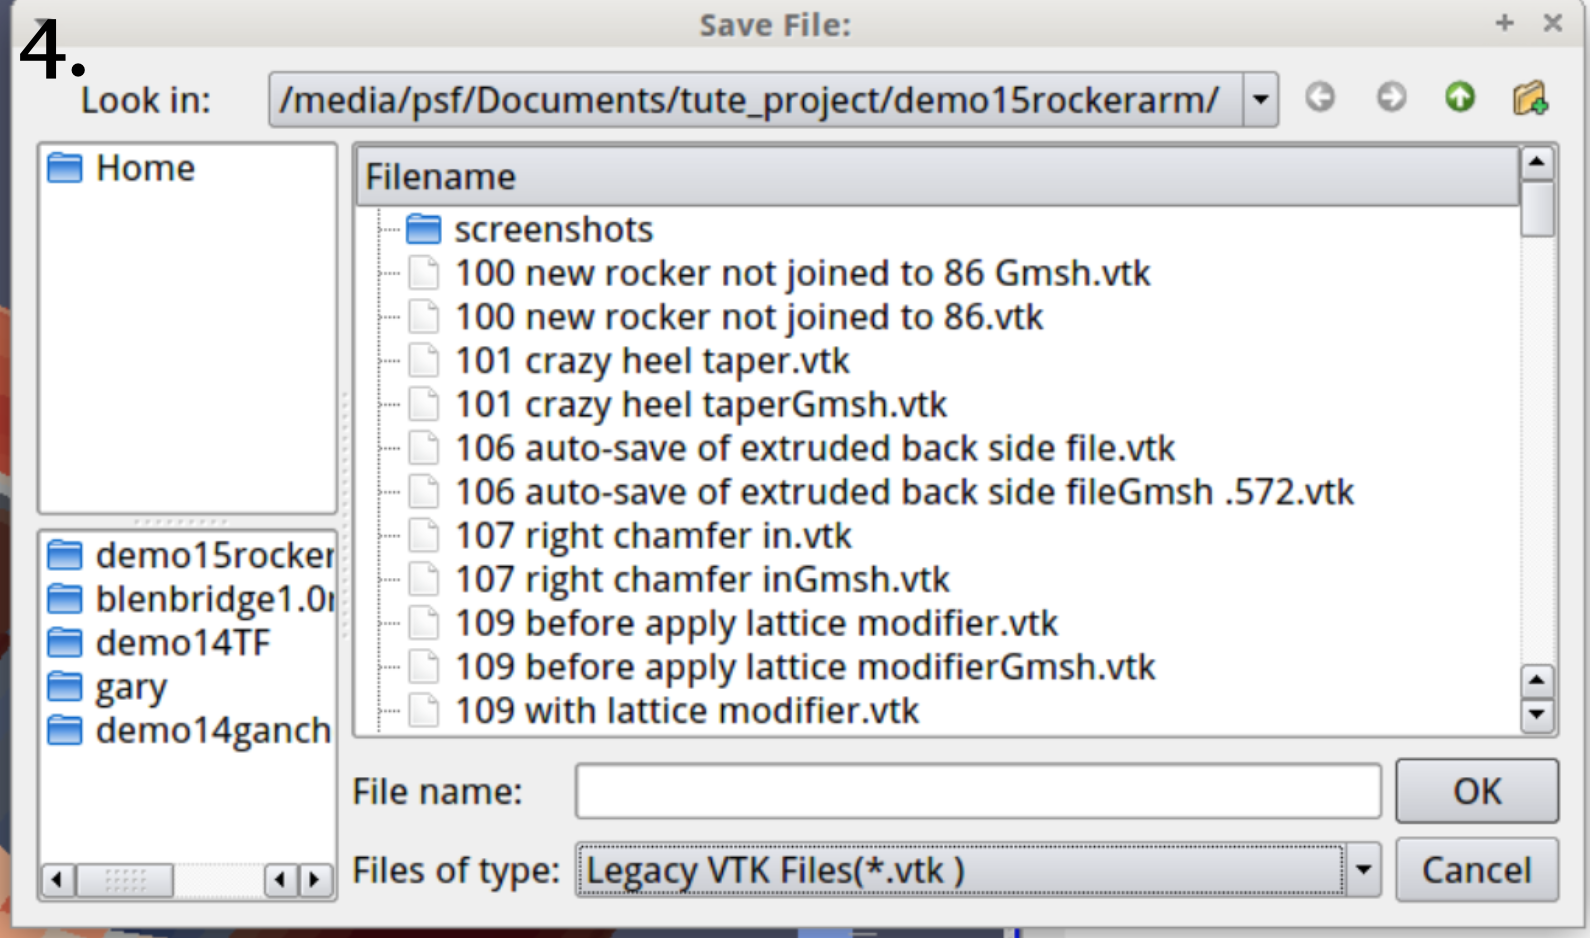 4.
Save File:
Look in:
/media/psf/Documents/tute_project/demo15rockerarm/
Home
Filename
screenshots
100 new rocker not joined to 86 Gmsh.vtk
100 new rocker not joined to 86.vtk
101 crazy heel taper.vtk
101 crazy heel taperGmsh.vtk
106 auto-save of extruded back side file.vtk
106 auto-save of extruded back side fileGmsh .572.vtk
107 right chamfer in.vtk
107 right chamfer inGmsh.vtk
109 before apply lattice modifier.vtk
109 before apply lattice modifierGmsh.vtk
109 with lattice modifier.vtk
demo15rocker
blenbridge1.0r
demo14TF
gary
demo14ganch
File name:
OK
Files of type:
Legacy VTK Files(*.vtk )
Cancel